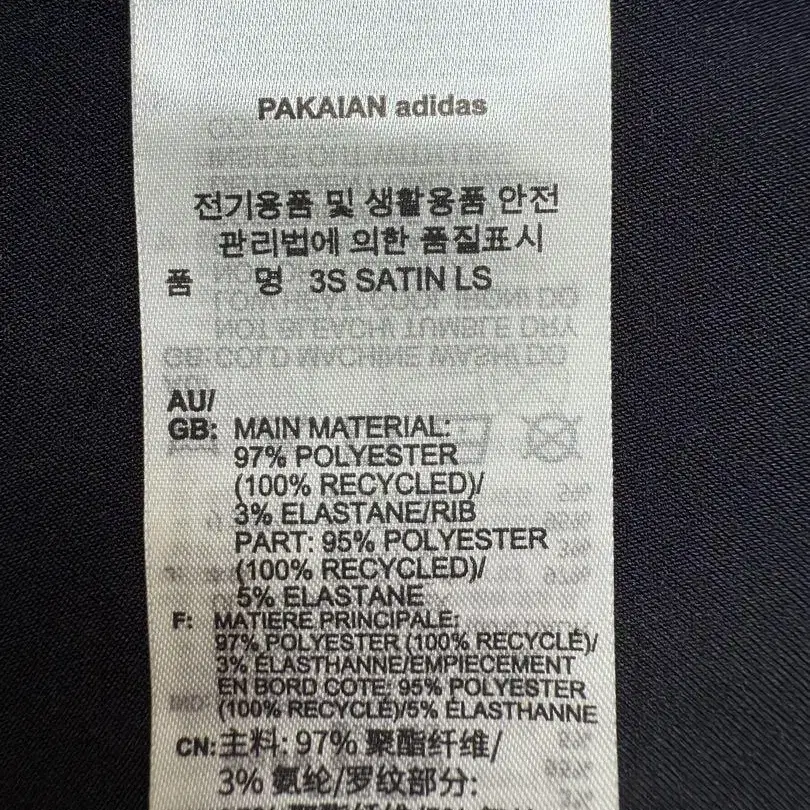 PAKAIAN adidas
전기용품 및 생활용품 안전
관리법에 의한 품질표시
품 명 3S SATIN LS
AU/
GB: MAIN MATERIAL:
97% POLYESTER
(100% RECYCLED)/
3% ELASTANE/RIB
PART: 95% POLYESTER
(100% RECYCLED)/
5% ELASTANE
F: MATIÈRE PRINCIPALE:
97% POLYESTER (100% RECYCLÉ)/
3% ÉLASTHANNE/EMPIECEMENT
EN BORD COTE: 95% POLYESTER
(100% RECYCLÉ)/5% ÉLASTHANNE
CN:主料: 97% 聚酯纤维/
3% 氨纶/罗纹部分: